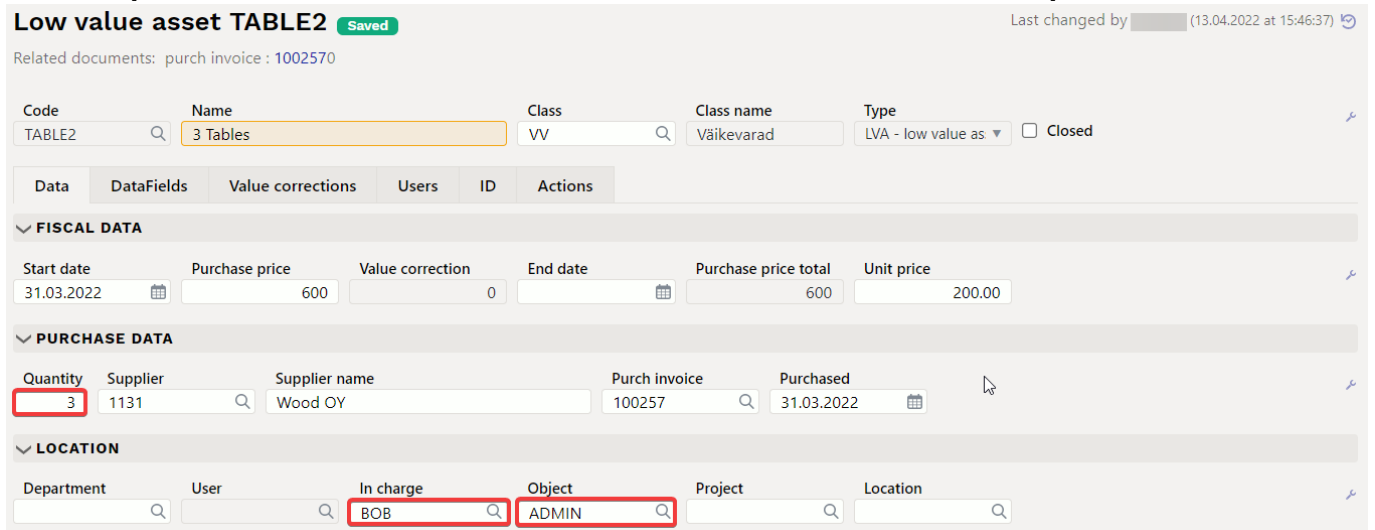 Low value asset TABLE2 Saved Last changed by (13.04.2022 at 15:46:37)
Related documents: purch invoice : 1002570
Code Name Class Class name Type
TABLE2 3 Tables VV Väikevarad LVA - low value as Closed
Data DataFields Value corrections Users ID Actions
FISCAL DATA
Start date Purchase price Value correction End date Purchase price total Unit price
31.03.2022 600 0 600 200.00
PURCHASE DATA
Quantity Supplier Supplier name Purch invoice Purchased
3 1131 Wood OY 100257 31.03.2022
LOCATION
Department User In charge Object Project Location
BOB ADMIN